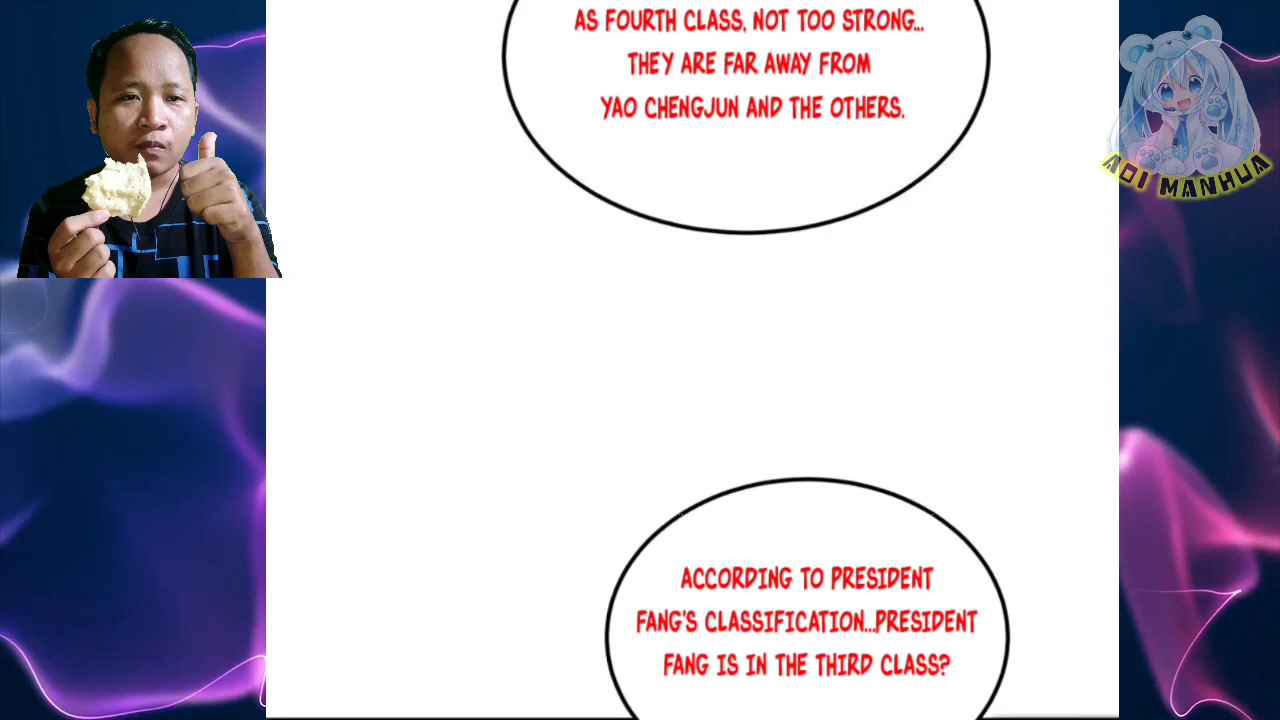 AS FOURTH CLASS, NOT TOO STRONG...
THEY ARE FAR AWAY FROM
YAO CHENGJUN AND THE OTHERS.
AOI MANHUA
ACCORDING TO PRESIDENT
FANG'S CLASSIFICATION...PRESIDENT
FANG IS IN THE THIRD CLASS?